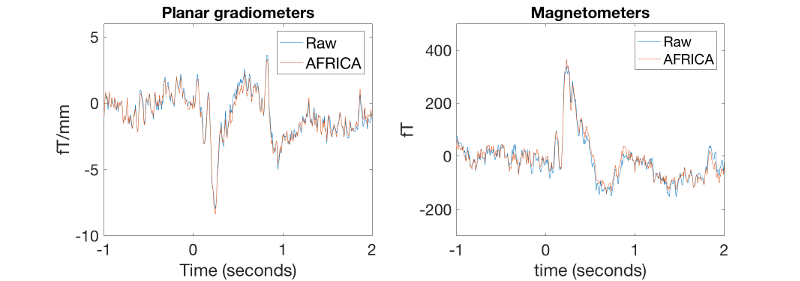 Planar gradiometers
5
0
-5
-10
fT/mm
-1
0
1
2
Time (seconds)
Raw
AFRICA
Magnetometers
400
200
0
-200
fT
-1
0
1
2
time (seconds)
Raw
AFRICA